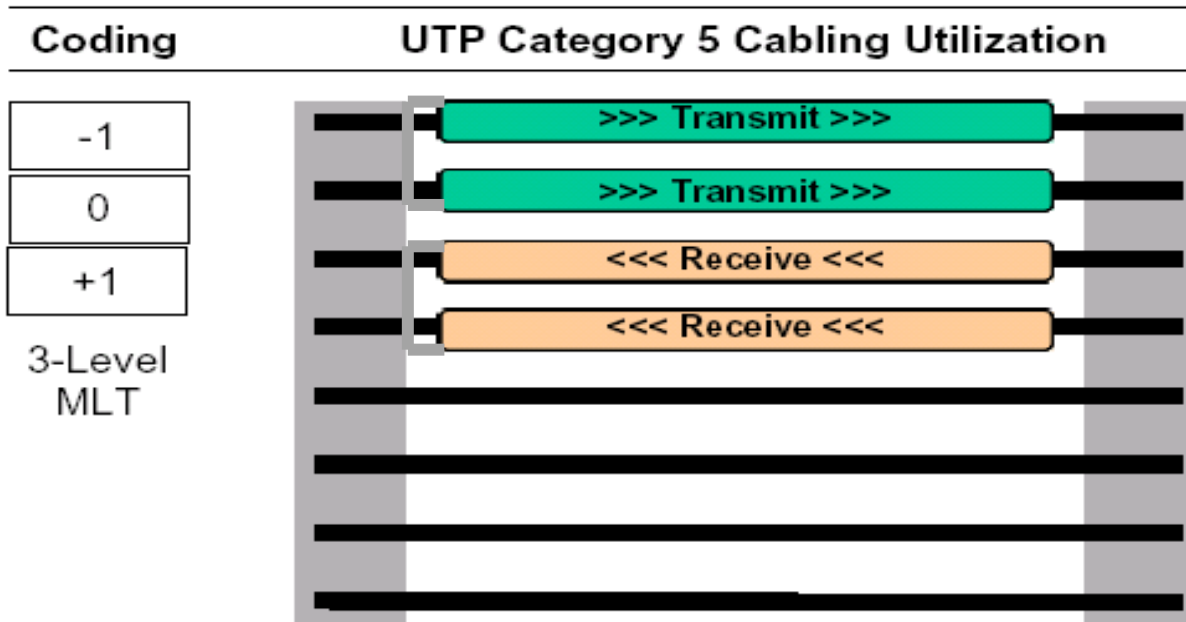 Coding
UTP Category 5 Cabling Utilization
-1
0
+1
3-Level
MLT
>>> Transmit >>>
>>> Transmit >>>
<<< Receive <<<
<<< Receive <<<